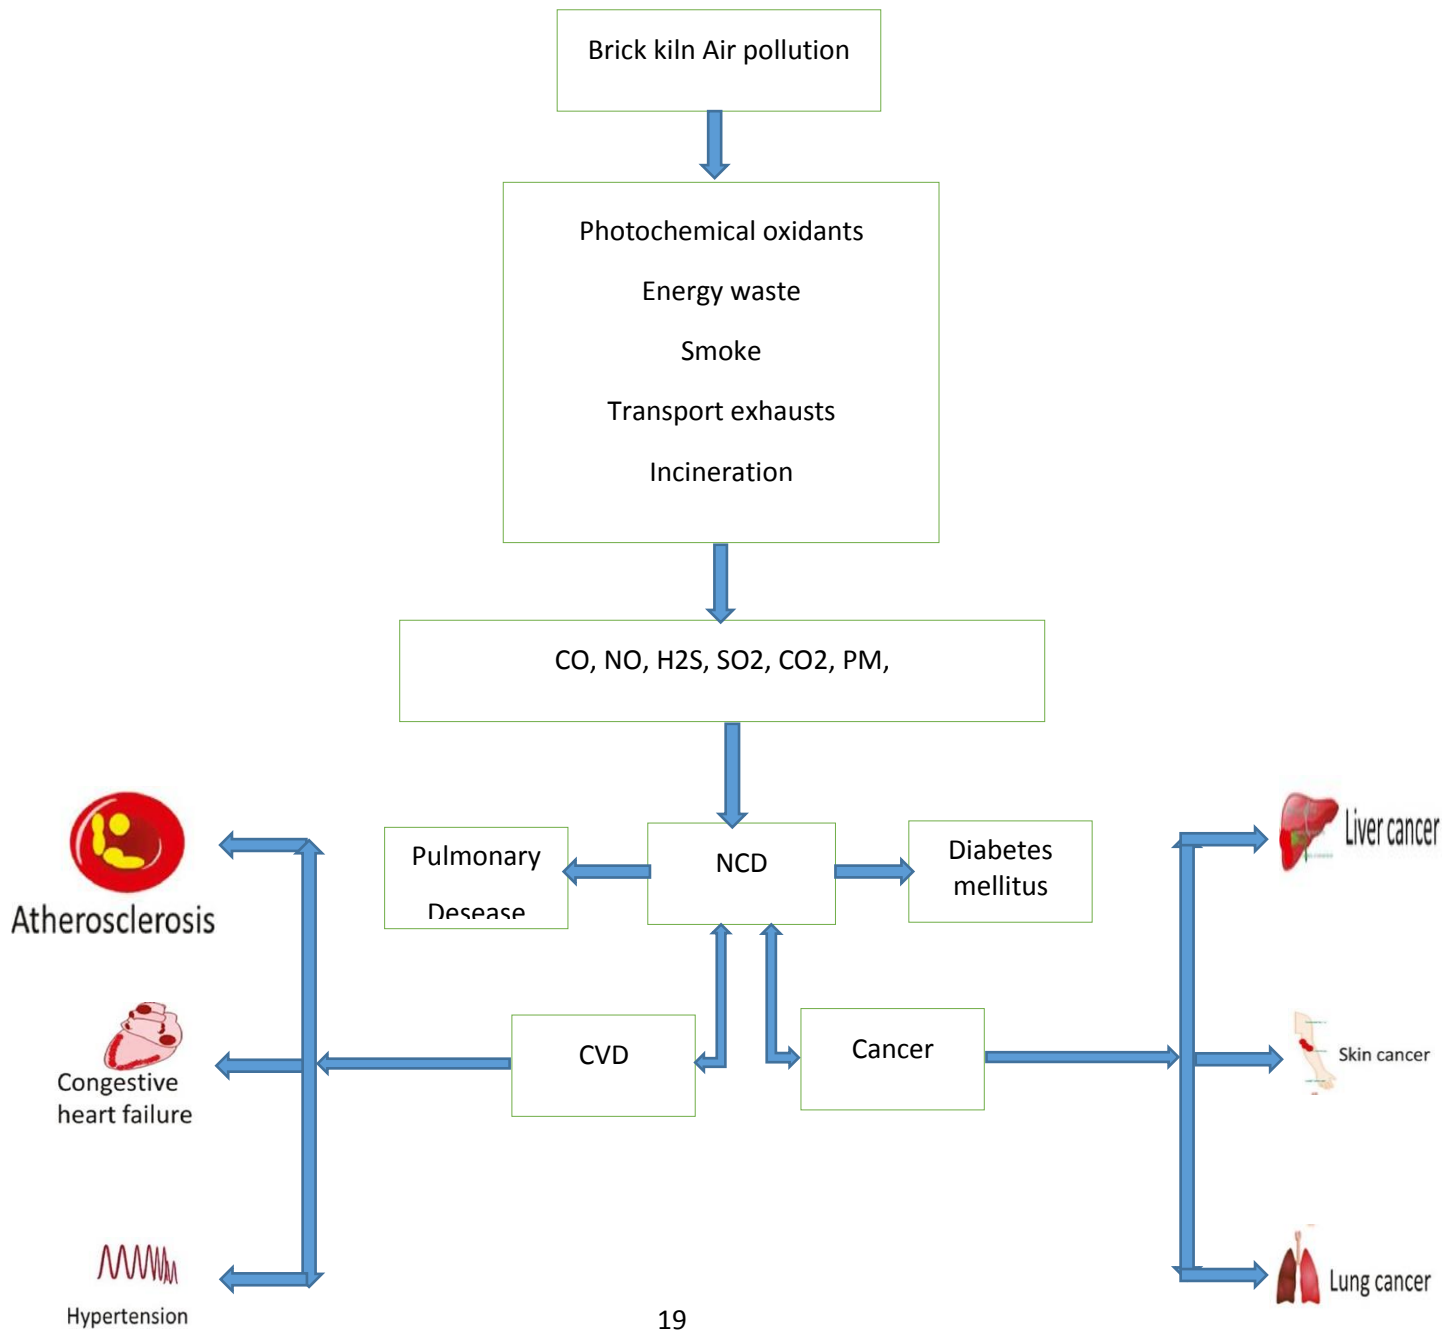 Brick kiln Air pollution
Photochemical oxidants
Energy waste
Smoke
Transport exhausts
Incineration
CO, NO, H2S, SO2, CO2, PM,
Atherosclerosis
Pulmonary
Desease
NCD
Diabetes
mellitus
Liver cancer
Congestive
heart failure
CVD
Cancer
Skin cancer
Hypertension
Lung cancer
19